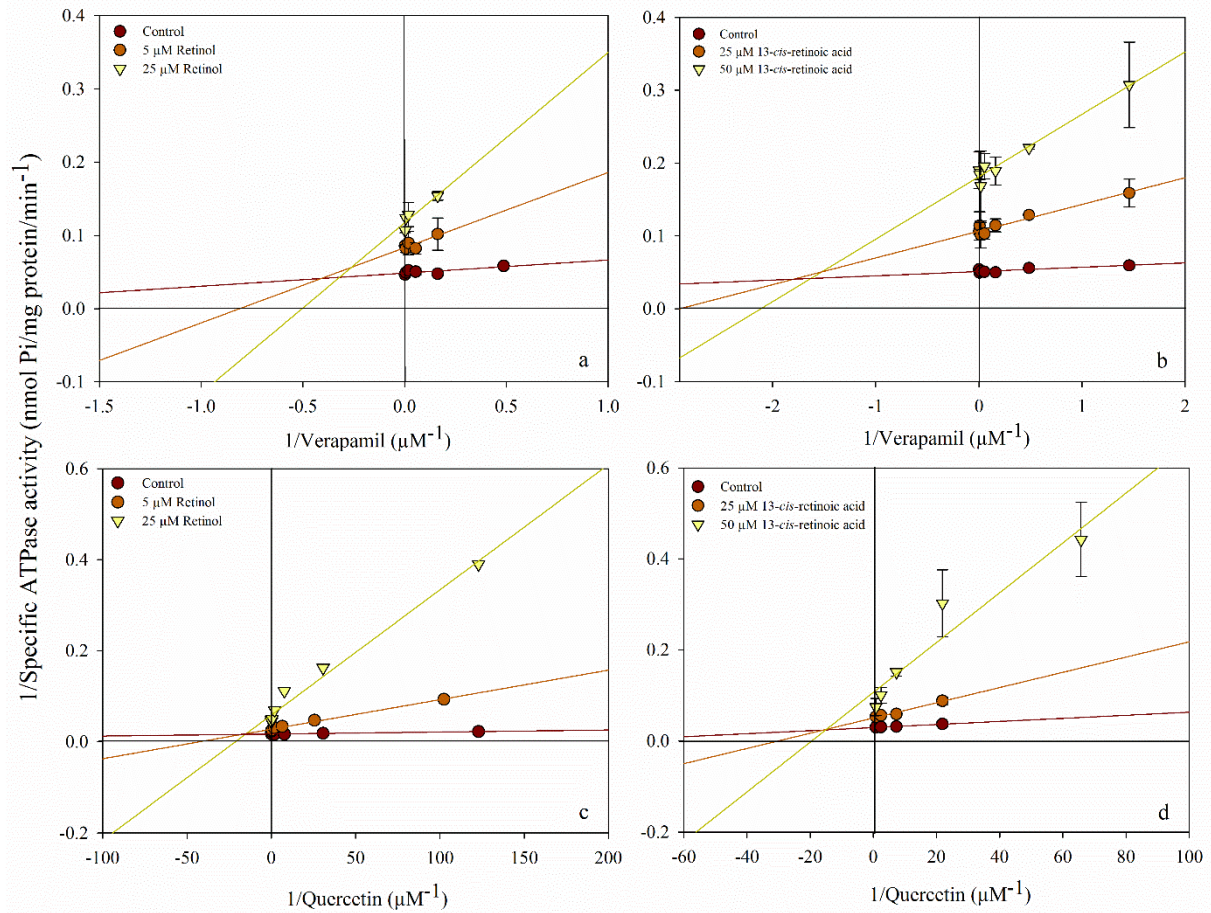 1/Specific ATPase activity (nmol Pi/mg protein/min⁻¹)
Control
5 µM Retinol
25 µM Retinol
0.4
0.3
0.2
0.1
0.0
-0.1
-1.5 -1.0 -0.5 0.0 0.5 1.0
1/Verapamil (µM⁻¹)
a
Control
25 µM 13-cis-retinoic acid
50 µM 13-cis-retinoic acid
0.4
0.3
0.2
0.1
0.0
-0.1
-2 -1 0 1 2
1/Verapamil (µM⁻¹)
b
Control
5 µM Retinol
25 µM Retinol
0.6
0.4
0.2
0.0
-0.2
-100 -50 0 50 100 150 200
1/Quercetin (µM⁻¹)
c
Control
25 µM 13-cis-retinoic acid
50 µM 13-cis-retinoic acid
0.6
0.4
0.2
0.0
-0.2
-60 -40 -20 0 20 40 60 80 100
1/Quercetin (µM⁻¹)
d